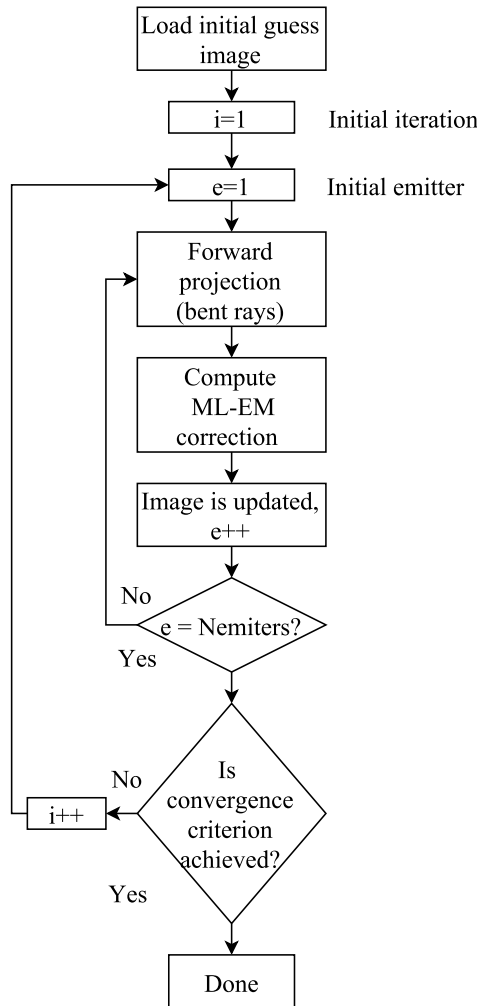 Load initial guess
image
i=1
Initial iteration
e=1
Initial emitter
Forward
projection
(bent rays)
Compute
ML-EM
correction
Image is updated,
e++
No
e = Nemiters?
Yes
No
Is
convergence
criterion
achieved?
i++
Yes
Done